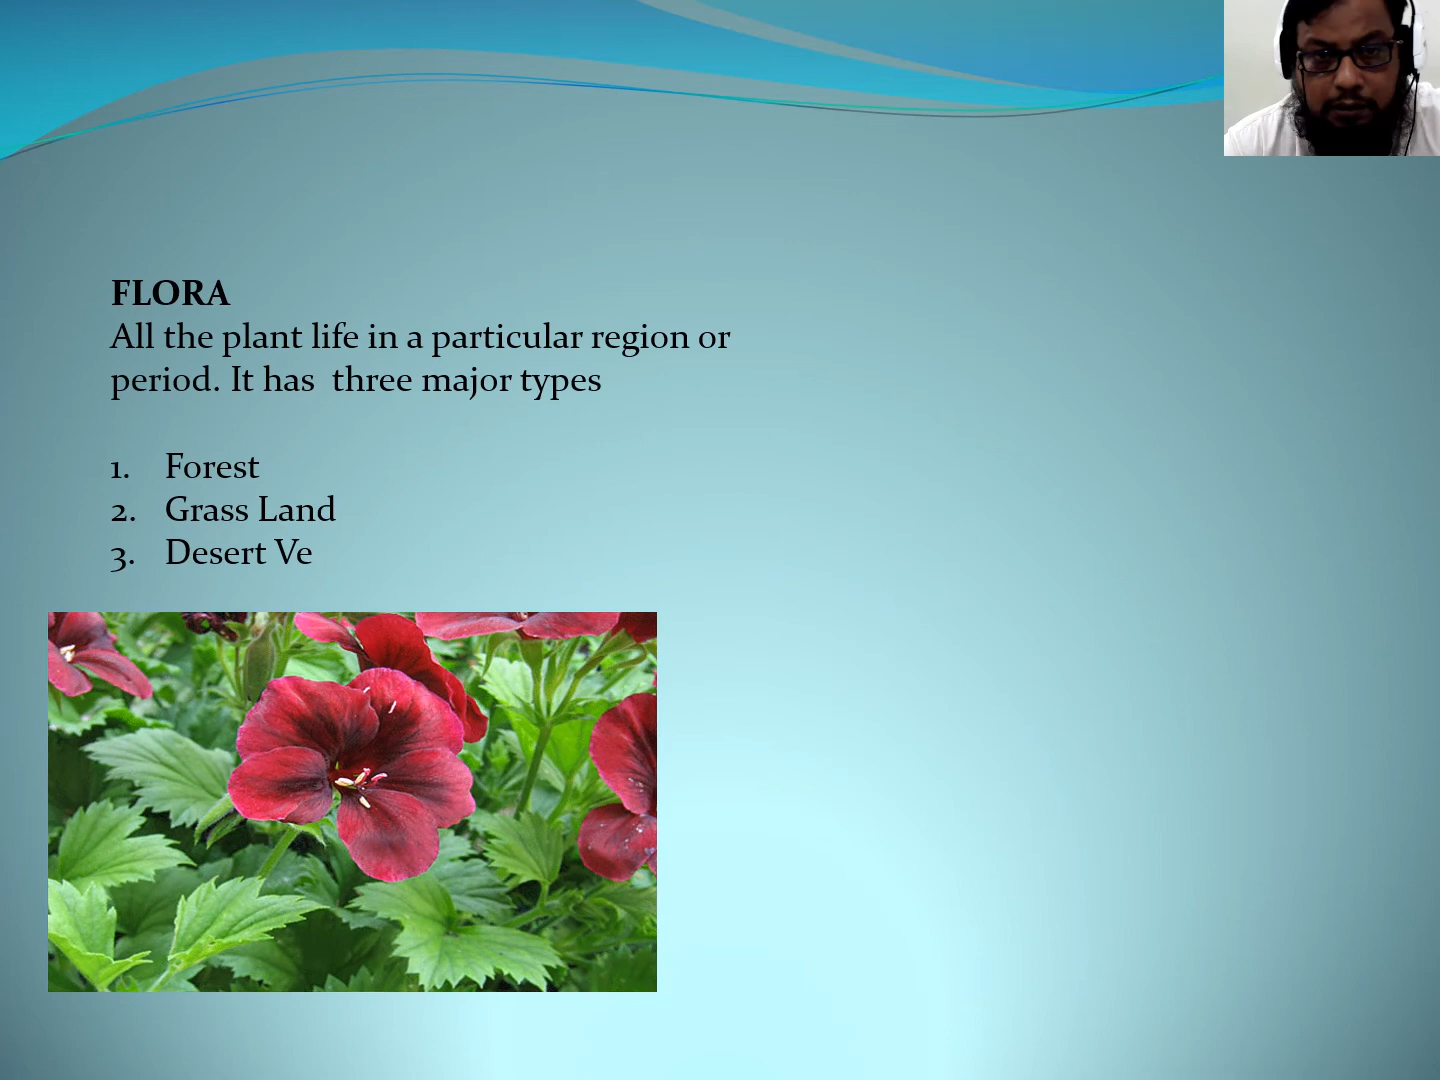 FLORA
All the plant life in a particular region or
period. It has  three major types
1. Forest
2. Grass Land
3. Desert Ve